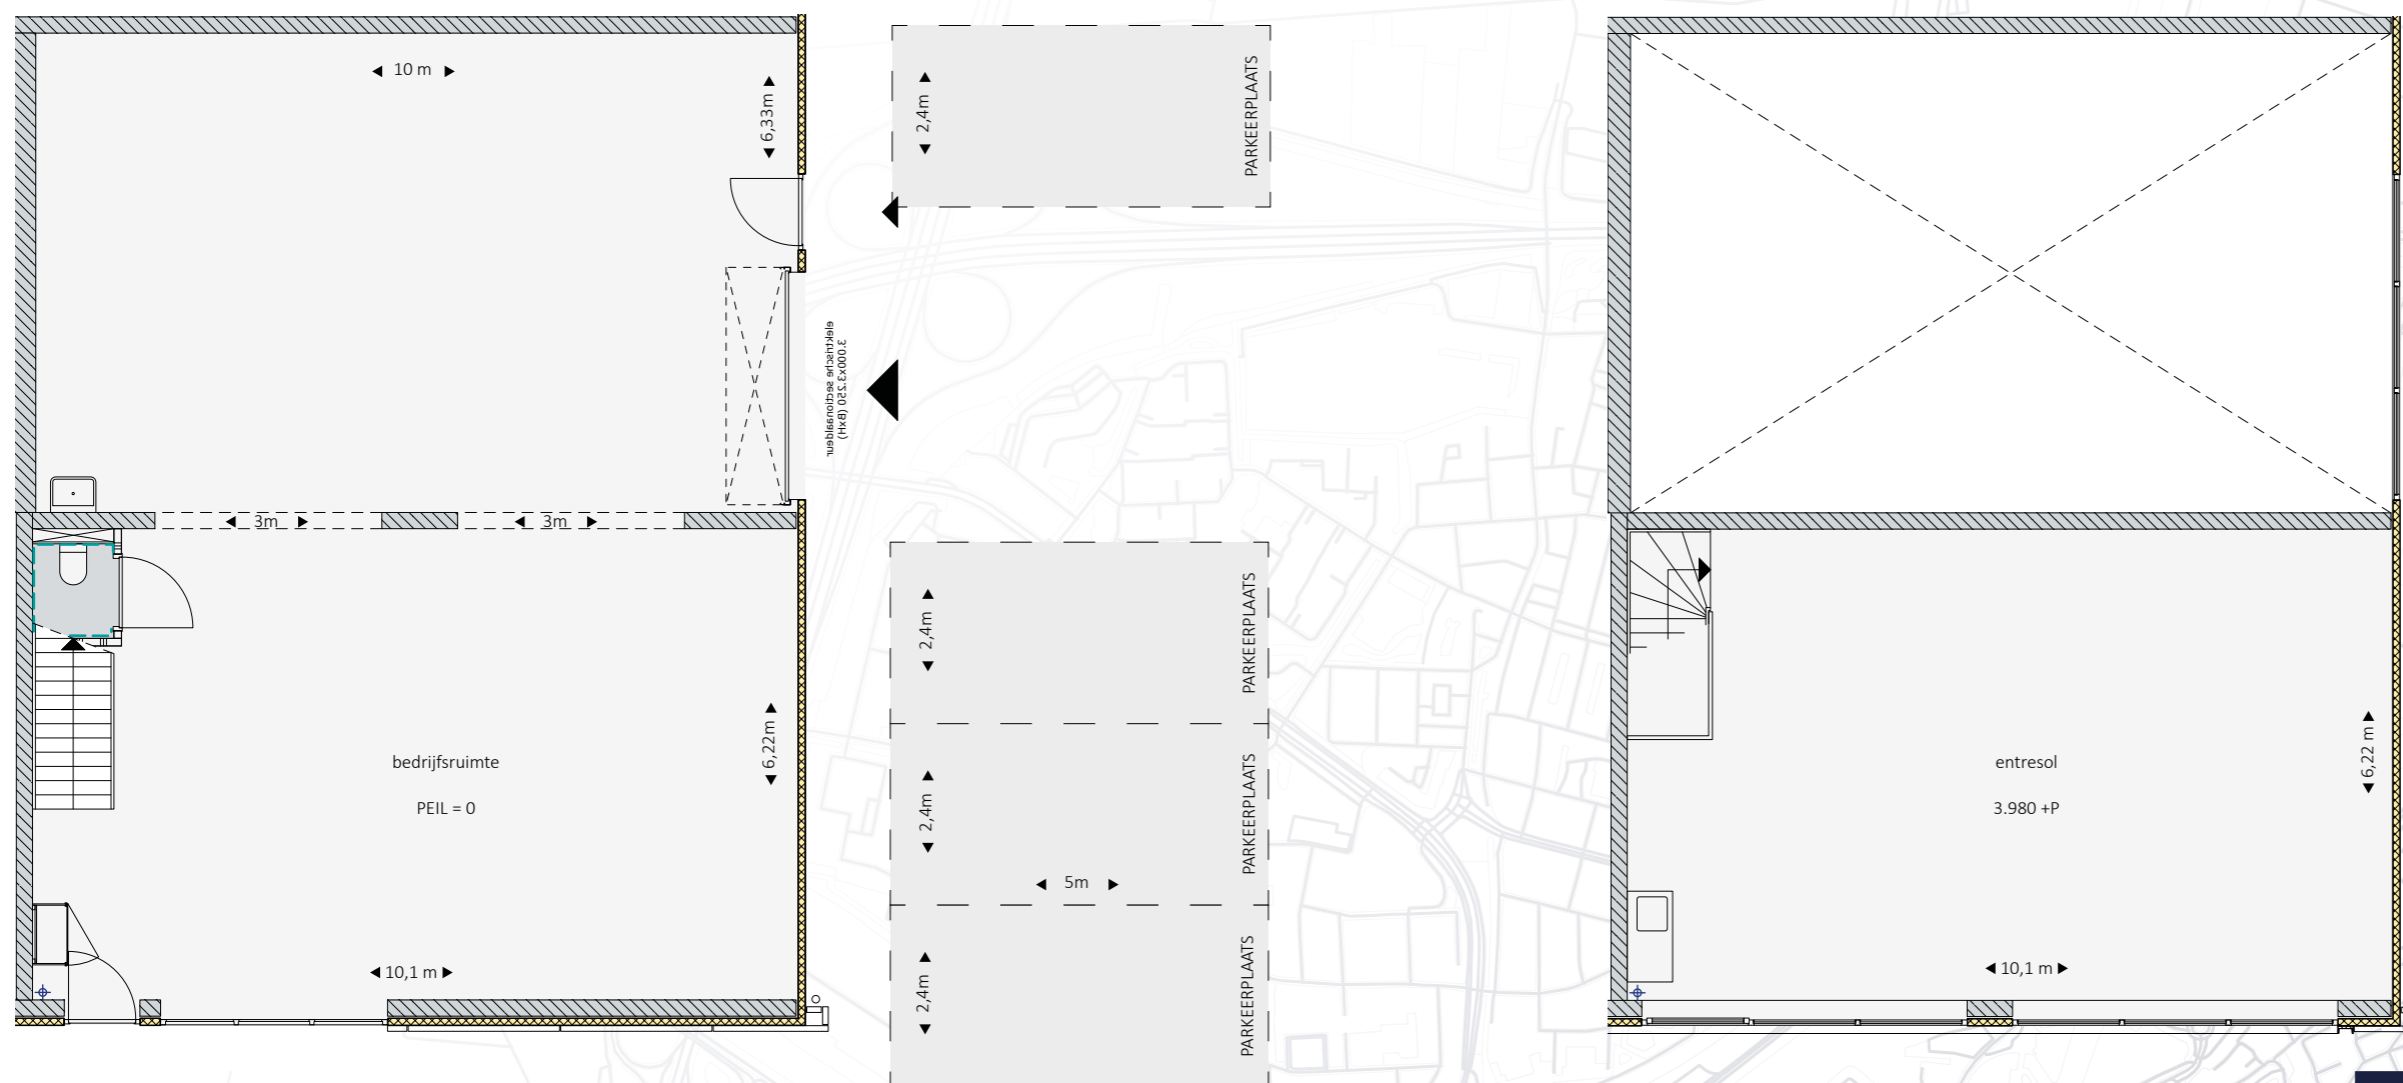 10 m
6,33m
2,4m
PARKEERPLAATS
elektrische sectionaaldeur
3.000x3.250 (BxH)
3m
3m
2,4m
PARKEERPLAATS
6,22m
bedrijfsruimte
PEIL = 0
2,4m
PARKEERPLAATS
5m
10,1 m
2,4m
PARKEERPLAATS
entresol
3.980 +P
6,22 m
10,1 m